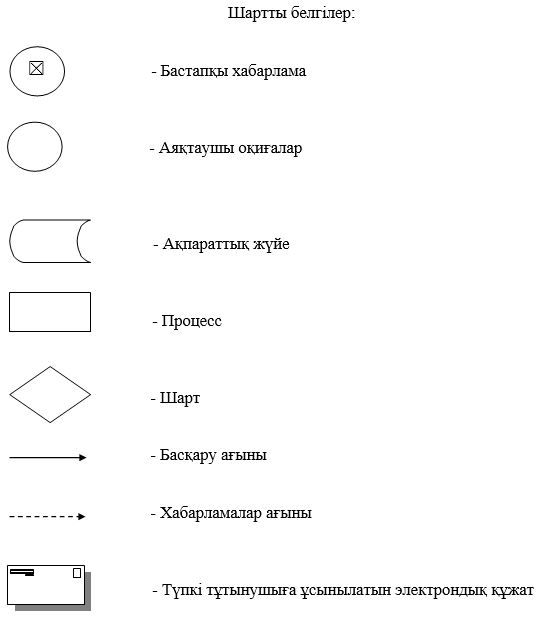 Шартты белгілер:
- Бастапқы хабарлама
- Аяқтаушы оқиғалар
- Ақпараттық жүйе
- Процесс
- Шарт
- Басқару ағыны
- Хабарламалар ағыны
- Түпкі тұтынушыға ұсынылатын электрондық құжат